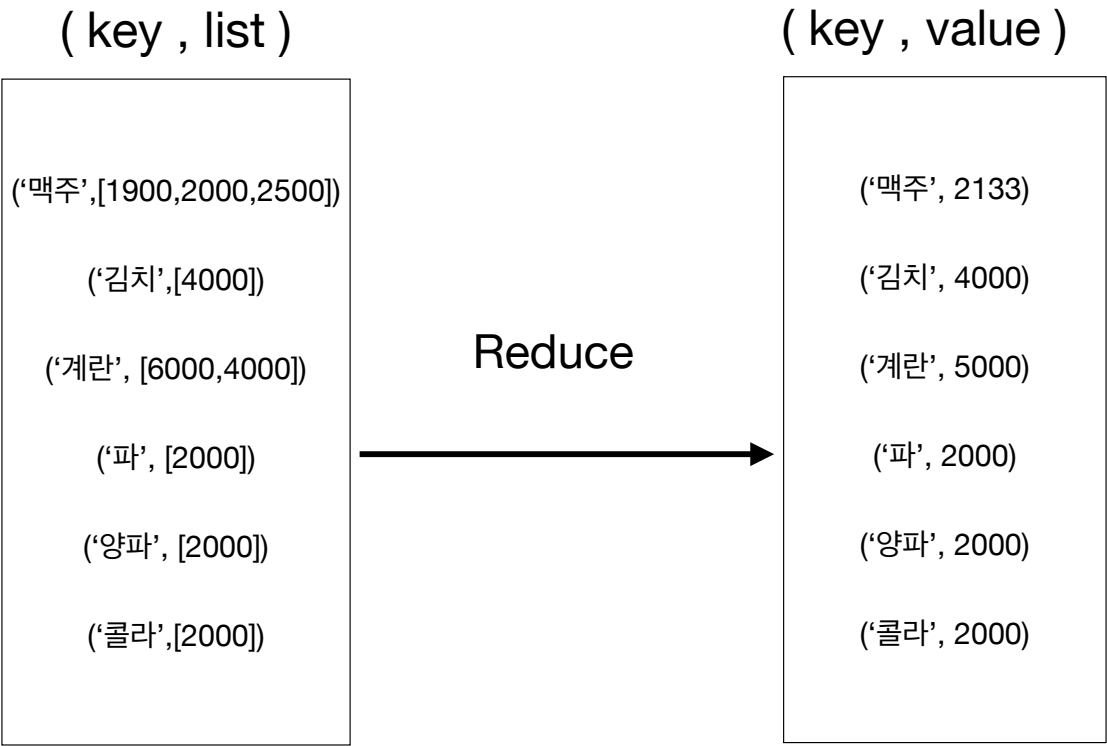 ( key , list )
(‘맥주’,[1900,2000,2500])
(‘김치’,[4000])
(‘계란’, [6000,4000])
(‘파’, [2000])
(‘양파’, [2000])
(‘콜라’,[2000])
Reduce
( key , value )
(‘맥주’, 2133)
(‘김치’, 4000)
(‘계란’, 5000)
(‘파’, 2000)
(‘양파’, 2000)
(‘콜라’, 2000)